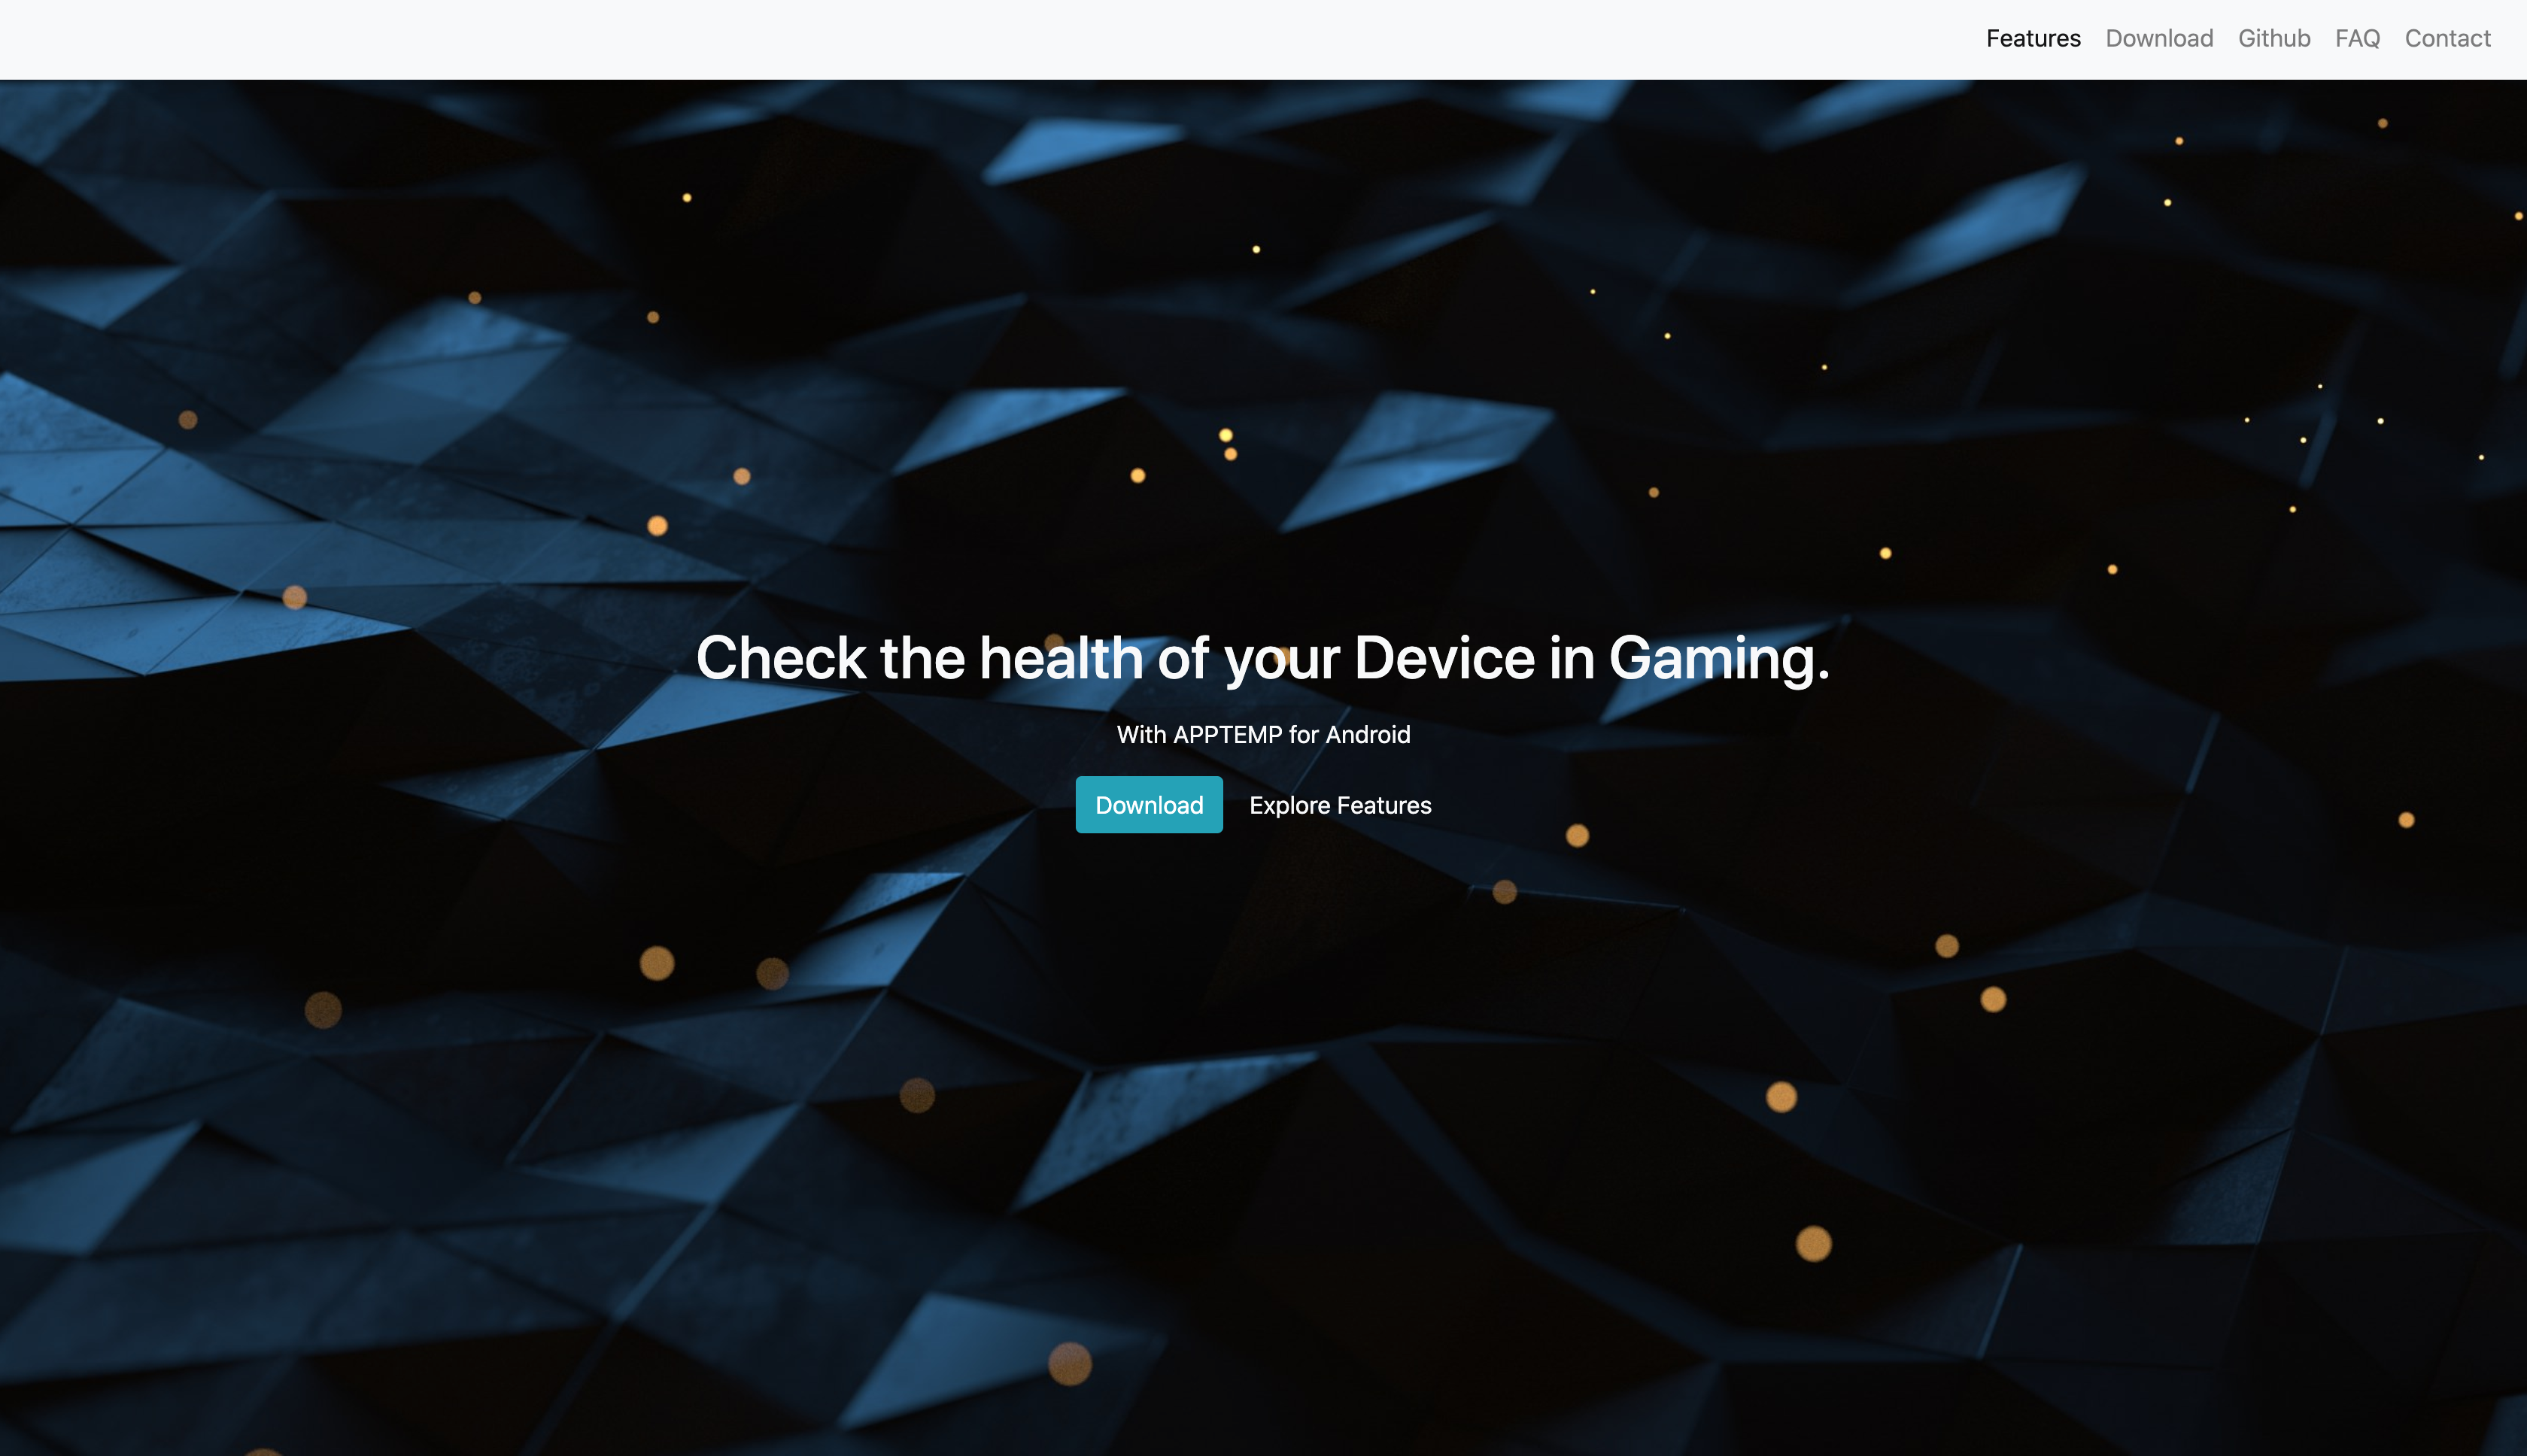 Features Download Github FAQ Contact
Check the health of your Device in Gaming.
With APPTEMP for Android
Download Explore Features